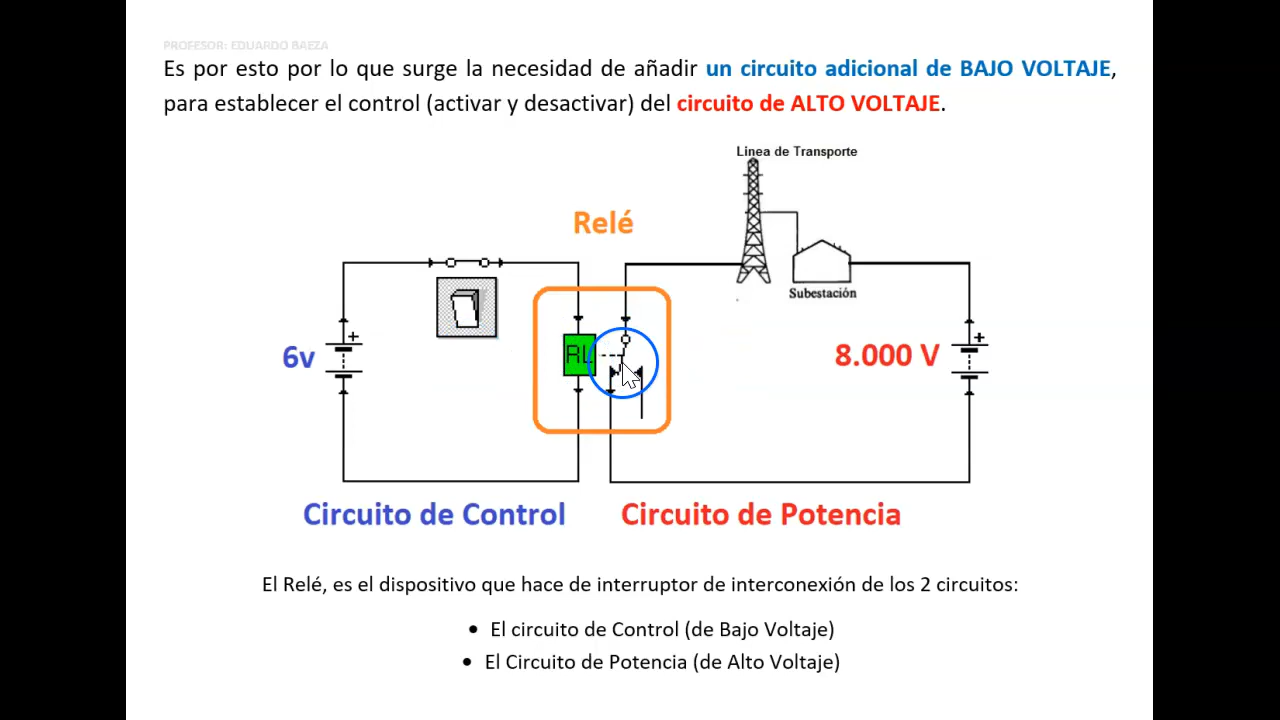 PROFESOR: EDUARDO BAEZA
Es por esto por lo que surge la necesidad de añadir un circuito adicional de BAJO VOLTAJE,
para establecer el control (activar y desactivar) del circuito de ALTO VOLTAJE.
Linea de Transporte
Relé
Subestación
+
+
RL
6v
8.000 V
Circuito de Control
Circuito de Potencia
El Relé, es el dispositivo que hace de interruptor de interconexión de los 2 circuitos:
• El circuito de Control (de Bajo Voltaje)
• El Circuito de Potencia (de Alto Voltaje)